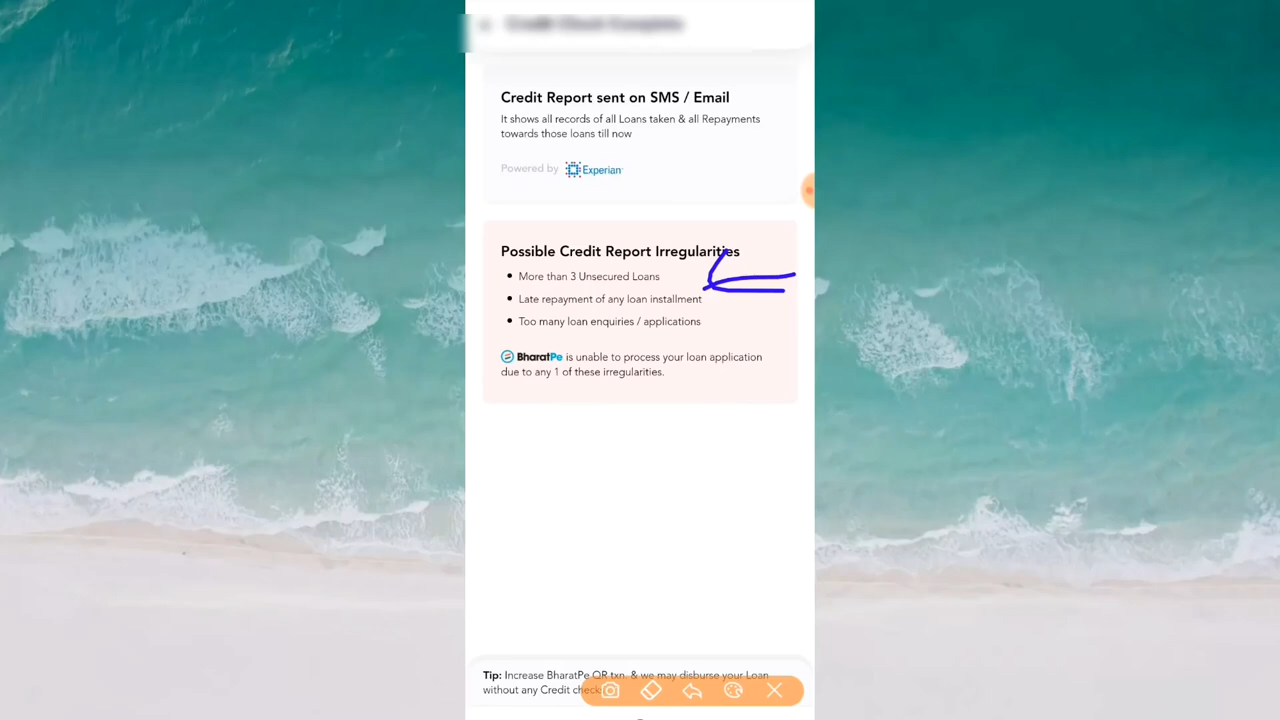 Credit Report sent on SMS / Email
It shows all records of all Loans taken & all Repayments
towards those loans till now
Powered by Experian
Possible Credit Report Irregularities
• More than 3 Unsecured Loans
• Late repayment of any loan installment
• Too many loan enquiries / applications
BharatPe is unable to process your loan application
due to any 1 of these irregularities.
Tip: Increase BharatPe QR txn. & we may disburse your Loan
without any Credit check